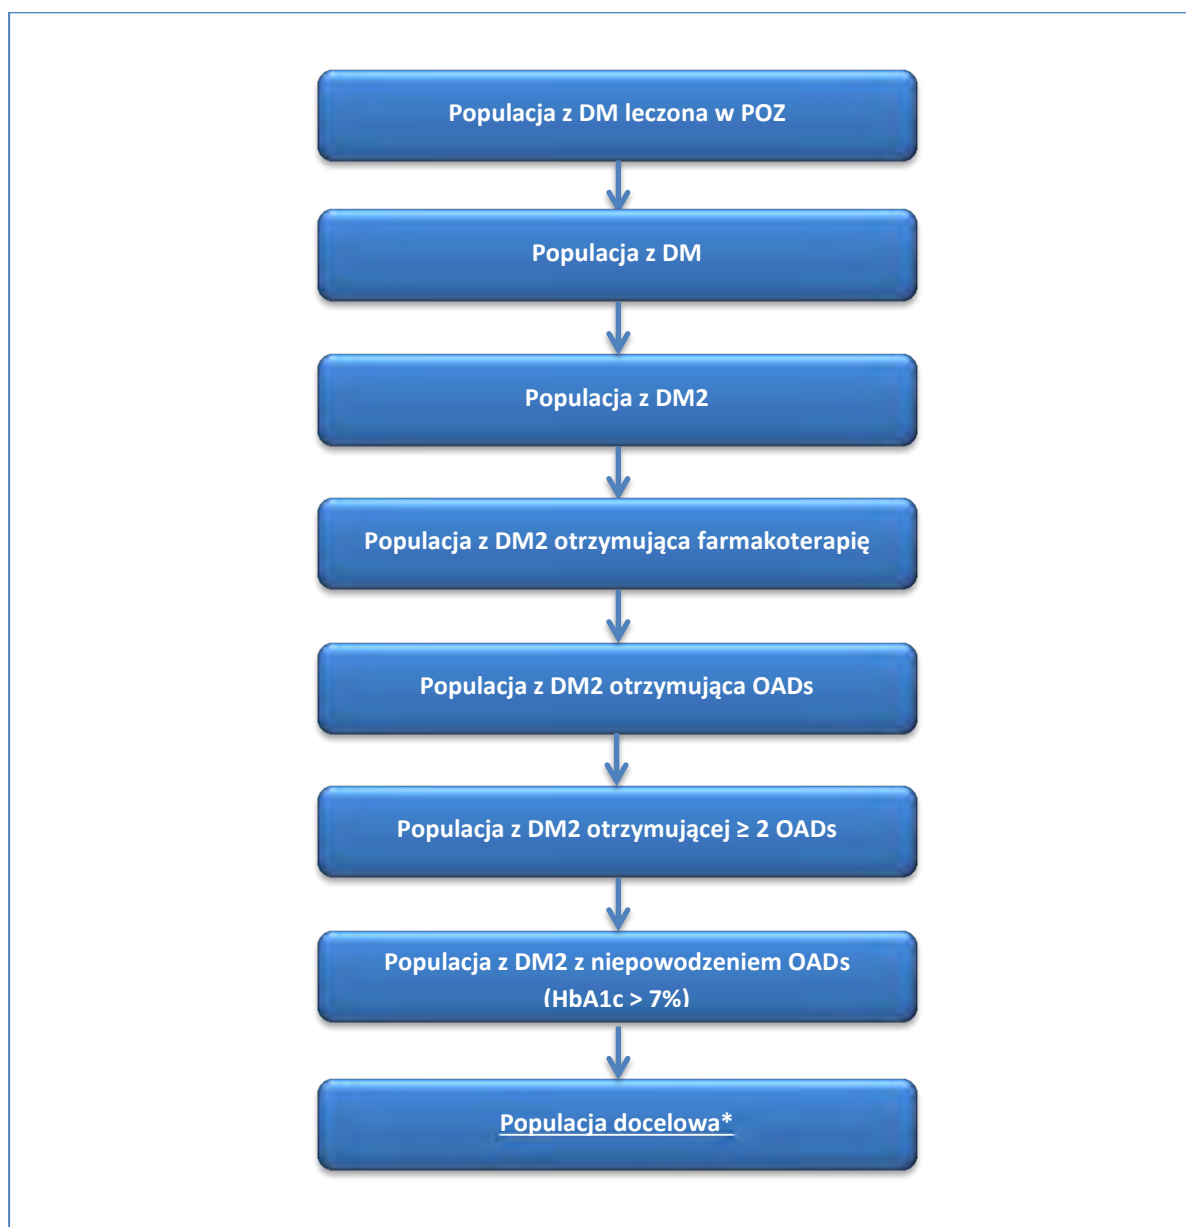 Populacja z DM leczona w POZ
Populacja z DM
Populacja z DM2
Populacja z DM2 otrzymująca farmakoterapię
Populacja z DM2 otrzymująca OADs
Populacja z DM2 otrzymującej ≥ 2 OADs
Populacja z DM2 z niepowodzeniem OADs
(HbA1c > 7%)
Populacja docelowa*